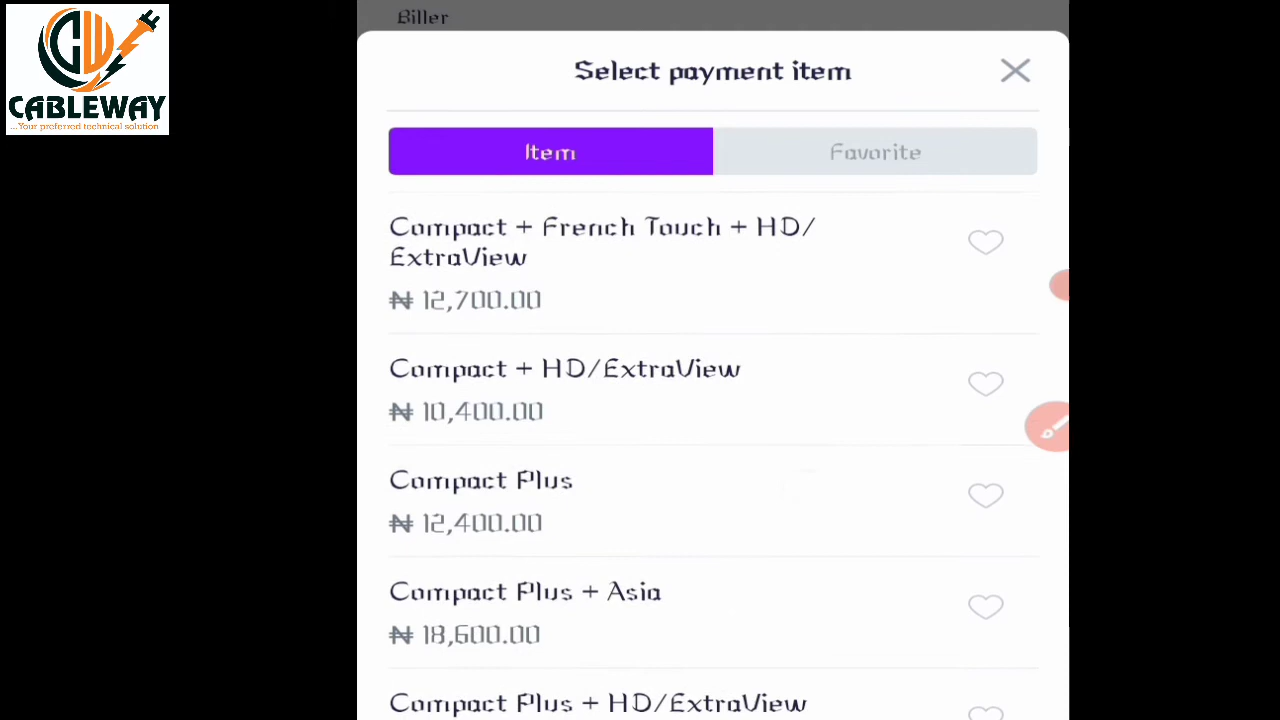 Biller
CABLEWAY
...Your preferred technical solution
Select payment item
Item
Favorite
Compact + French Touch + HD/
ExtraView
₦ 12,700.00
Compact + HD/ExtraView
₦ 10,400.00
Compact Plus
₦ 12,400.00
Compact Plus + Asia
₦ 18,600.00
Compact Plus + HD/ExtraView